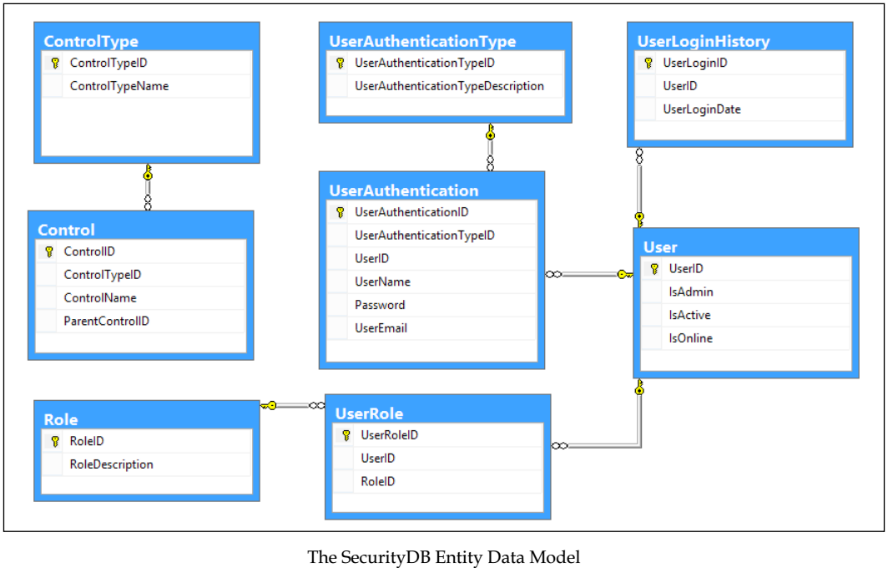 ControlType
ControlTypeID
ControlTypeName
UserAuthenticationType
UserAuthenticationTypeID
UserAuthenticationTypeDescription
UserLoginHistory
UserLoginID
UserID
UserLoginDate
Control
ControlID
ControlTypeID
ControlName
ParentControlID
UserAuthentication
UserAuthenticationID
UserAuthenticationTypeID
UserID
UserName
Password
UserEmail
User
UserID
IsAdmin
IsActive
IsOnline
Role
RoleID
RoleDescription
UserRole
UserRoleID
UserID
RoleID
The SecurityDB Entity Data Model